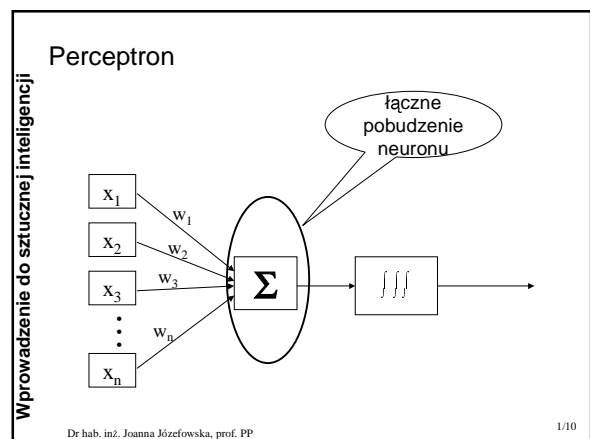 Perceptron
Wprowadzenie do sztucznej inteligencji
łączne
pobudzenie
neuronu
x₁
w₁
x₂
w₂
x₃
w₃
Σ
∫∫∫
wₙ
xₙ
Dr hab. inż. Joanna Józefowska, prof. PP
1/10